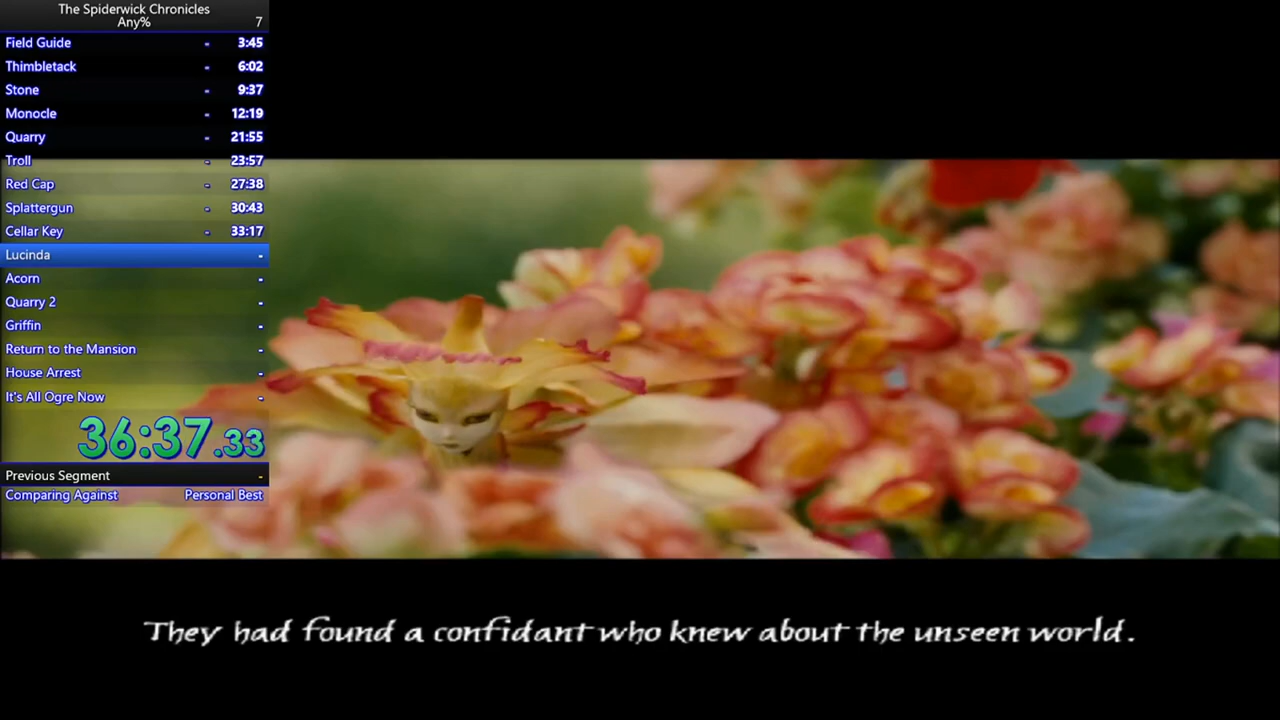 The Spiderwick Chronicles
Any% 7
Field Guide - 3:45
Thimbletack - 6:02
Stone - 9:37
Monocle - 12:19
Quarry - 21:55
Troll - 23:57
Red Cap - 27:38
Splattergun - 30:43
Cellar Key - 33:17
Lucinda -
Acorn -
Quarry 2 -
Griffin -
Return to the Mansion -
House Arrest -
It's All Ogre Now -
36:37.33
Previous Segment -
Comparing Against Personal Best
They had found a confidant who knew about the unseen world.